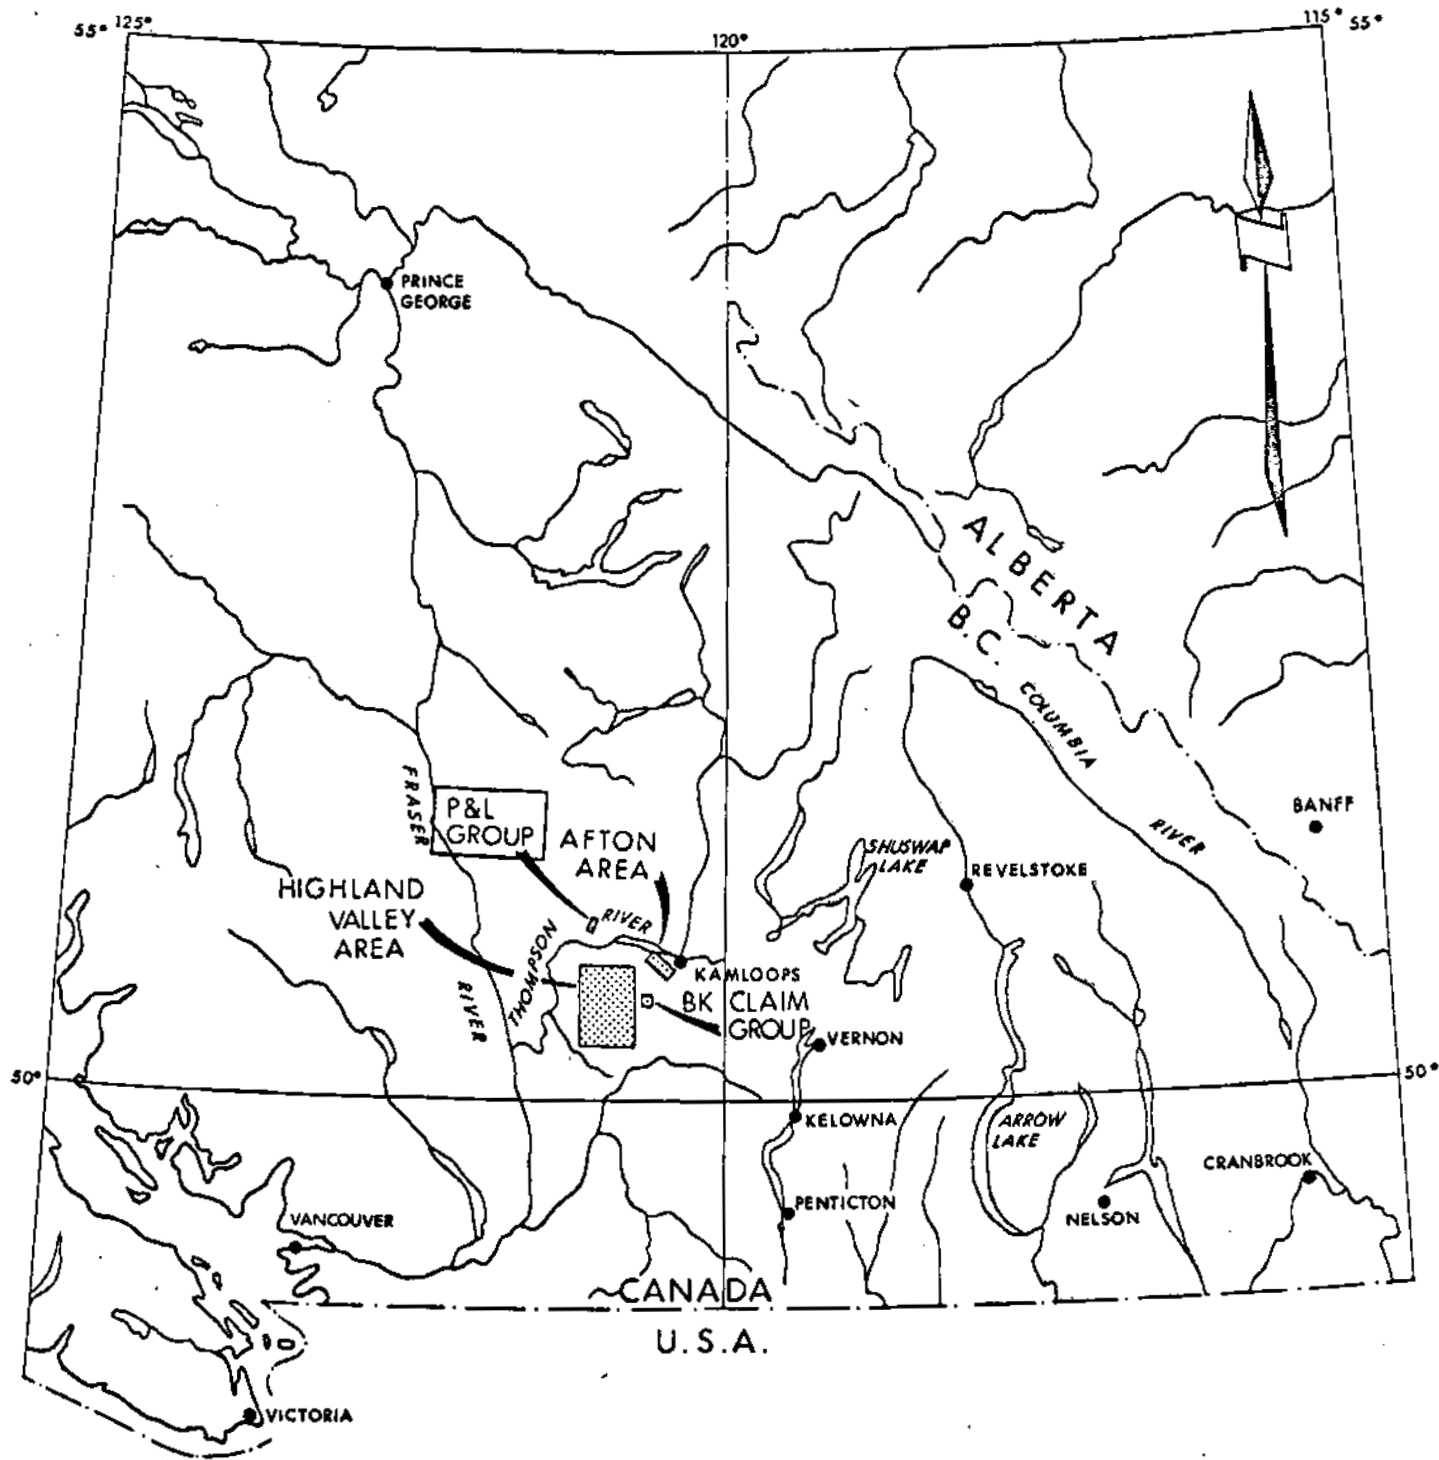 55° 125°
120°
115° 55°
PRINCE
GEORGE
ALBERTA
B.C.
COLUMBIA
RIVER
FRASER
RIVER
P&L
GROUP
AFTON
AREA
HIGHLAND
VALLEY
AREA
THOMPSON
RIVER
SHUSWAP
LAKE
REVELSTOKE
BANFF
KAMLOOPS
BK CLAIM
GROUP
VERNON
50°
50°
KELOWNA
ARROW
LAKE
CRANBROOK
PENTICTON
NELSON
VANCOUVER
CANADA
U.S.A.
VICTORIA